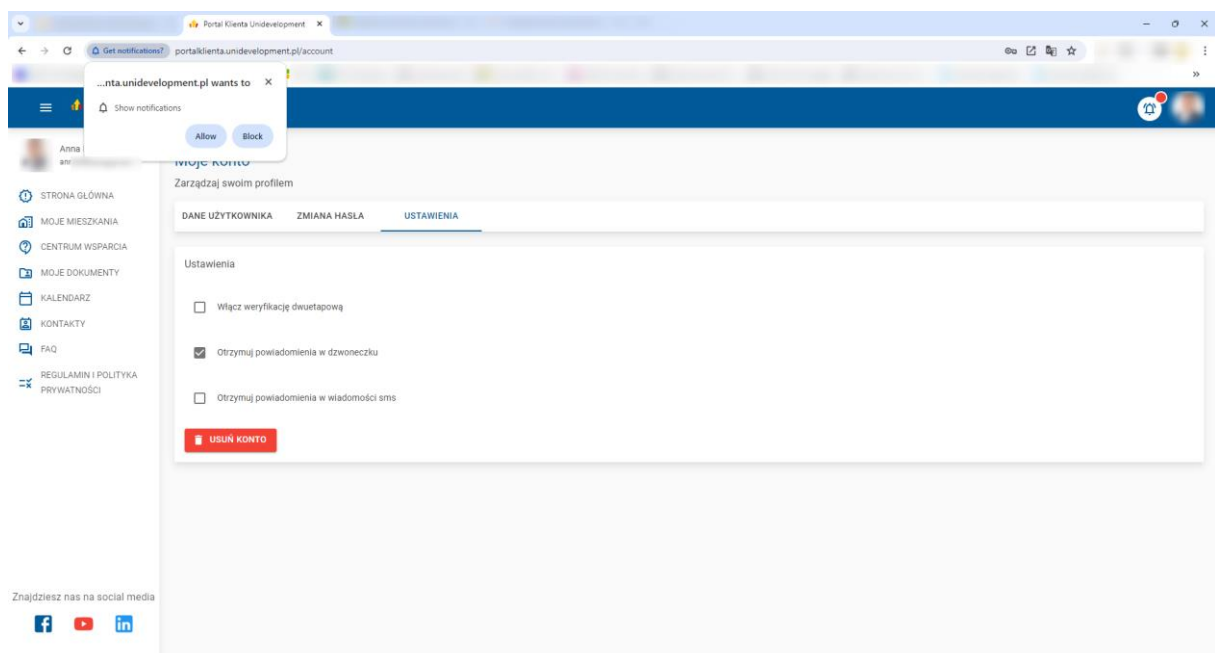 Portal Klienta Unidevelopment
Get notifications?
portalklienta.unidevelopment.pl/account
...nta.unidevelopment.pl wants to
Show notifications
Allow
Block
Anna
Moje konto
Zarządzaj swoim profilem
DANE UŻYTKOWNIKA
ZMIANA HASŁA
USTAWIENIA
STRONA GŁÓWNA
MOJE MIESZKANIA
CENTRUM WSPARCIA
MOJE DOKUMENTY
KALENDARZ
KONTAKTY
FAQ
REGULAMIN I POLITYKA
PRYWATNOŚCI
Ustawienia
Włącz weryfikację dwuetapową
Otrzymuj powiadomienia w dzwoneczku
Otrzymuj powiadomienia w wiadomości sms
USUŃ KONTO
Znajdziesz nas na social media